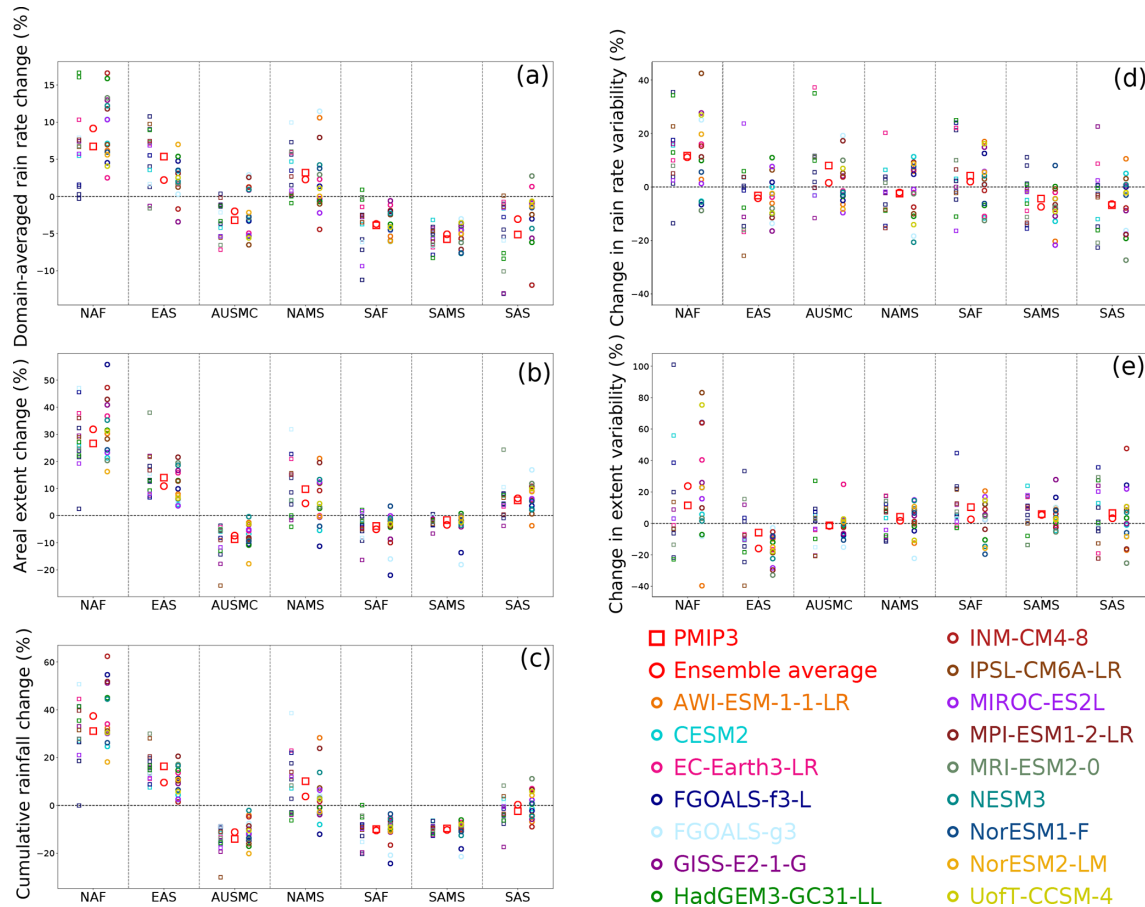 Domain-averaged rain rate change (%)
(a)
15
10
5
0
−5
−10
NAF EAS AUSMC NAMS SAF SAMS SAS
Areal extent change (%)
(b)
50
40
30
20
10
0
−10
−20
NAF EAS AUSMC NAMS SAF SAMS SAS
Cumulative rainfall change (%)
(c)
60
40
20
0
−20
NAF EAS AUSMC NAMS SAF SAMS SAS
Change in rain rate variability (%)
(d)
40
20
0
−20
−40
NAF EAS AUSMC NAMS SAF SAMS SAS
Change in extent variability (%)
(e)
100
80
60
40
20
0
−20
−40
NAF EAS AUSMC NAMS SAF SAMS SAS
PMIP3
Ensemble average
AWI-ESM-1-1-LR
CESM2
EC-Earth3-LR
FGOALS-f3-L
FGOALS-g3
GISS-E2-1-G
HadGEM3-GC31-LL
INM-CM4-8
IPSL-CM6A-LR
MIROC-ES2L
MPI-ESM1-2-LR
MRI-ESM2-0
NESM3
NorESM1-F
NorESM2-LM
UofT-CCSM-4